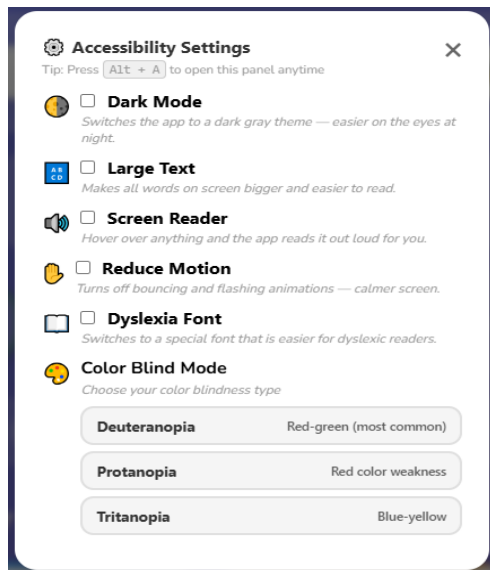 Accessibility Settings
Tip: Press Alt + A to open this panel anytime
Dark Mode
Switches the app to a dark gray theme — easier on the eyes at
night.
A B
C D
Large Text
Makes all words on screen bigger and easier to read.
Screen Reader
Hover over anything and the app reads it out loud for you.
Reduce Motion
Turns off bouncing and flashing animations — calmer screen.
Dyslexia Font
Switches to a special font that is easier for dyslexic readers.
Color Blind Mode
Choose your color blindness type
Deuteranopia Red-green (most common)
Protanopia Red color weakness
Tritanopia Blue-yellow